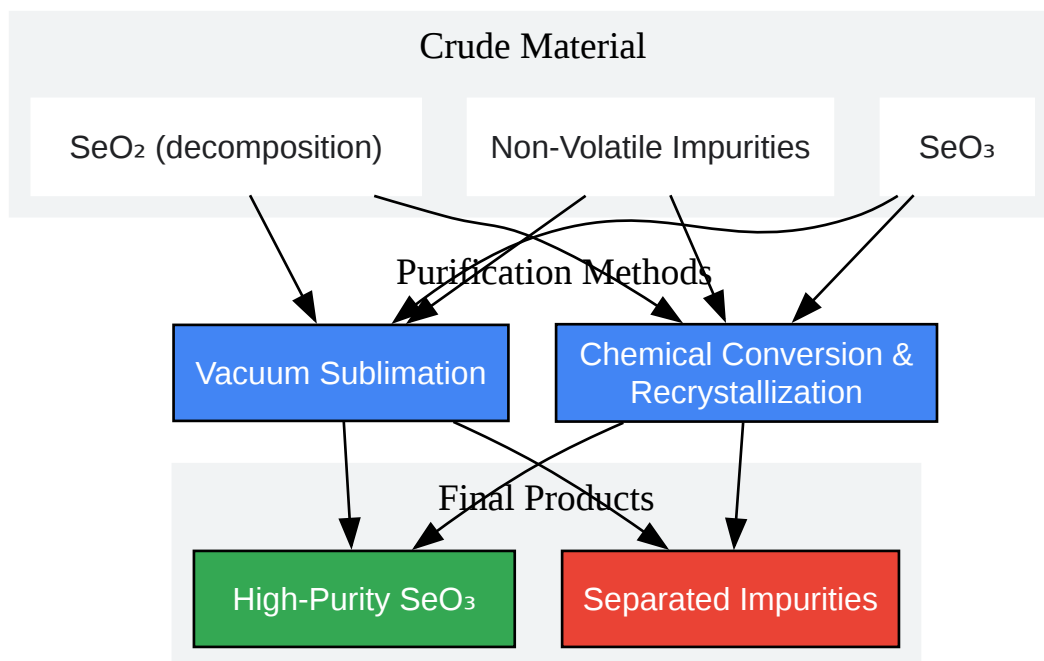 Crude Material
SeO₂ (decomposition)
Non-Volatile Impurities
SeO₃
Purification Methods
Vacuum Sublimation
Chemical Conversion &
Recrystallization
Final Products
High-Purity SeO₃
Separated Impurities